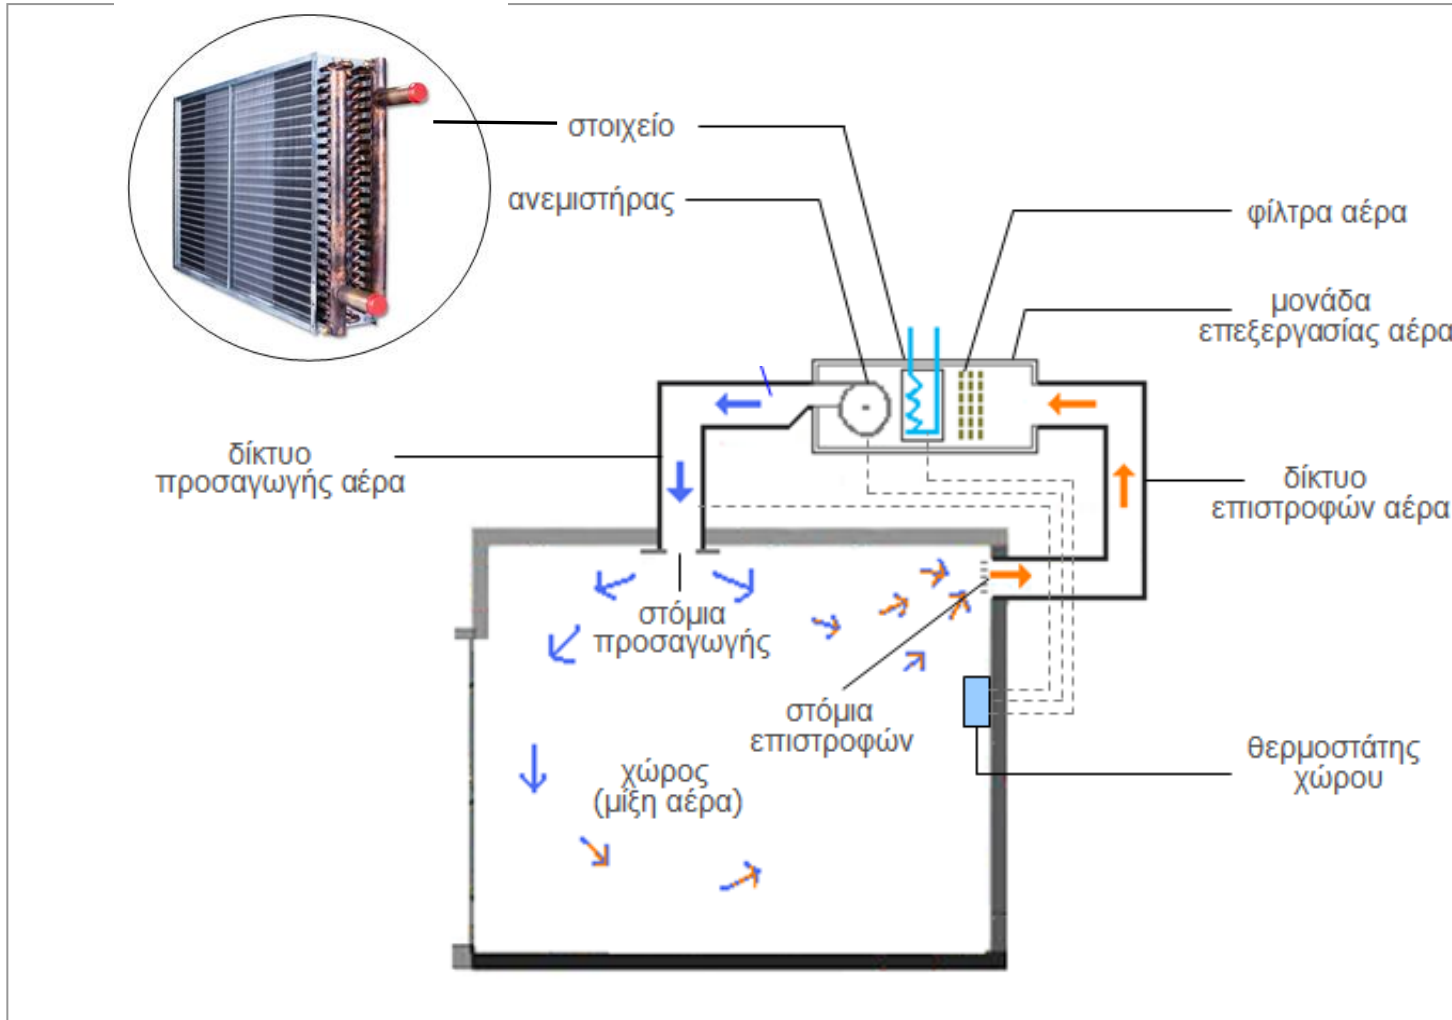 στοιχείο
ανεμιστήρας
φίλτρα αέρα
μονάδα
επεξεργασίας αέρα
δίκτυο
προσαγωγής αέρα
δίκτυο
επιστροφών αέρα
στόμια
προσαγωγής
στόμια
επιστροφών
χώρος
(μίξη αέρα)
θερμοστάτης
χώρου